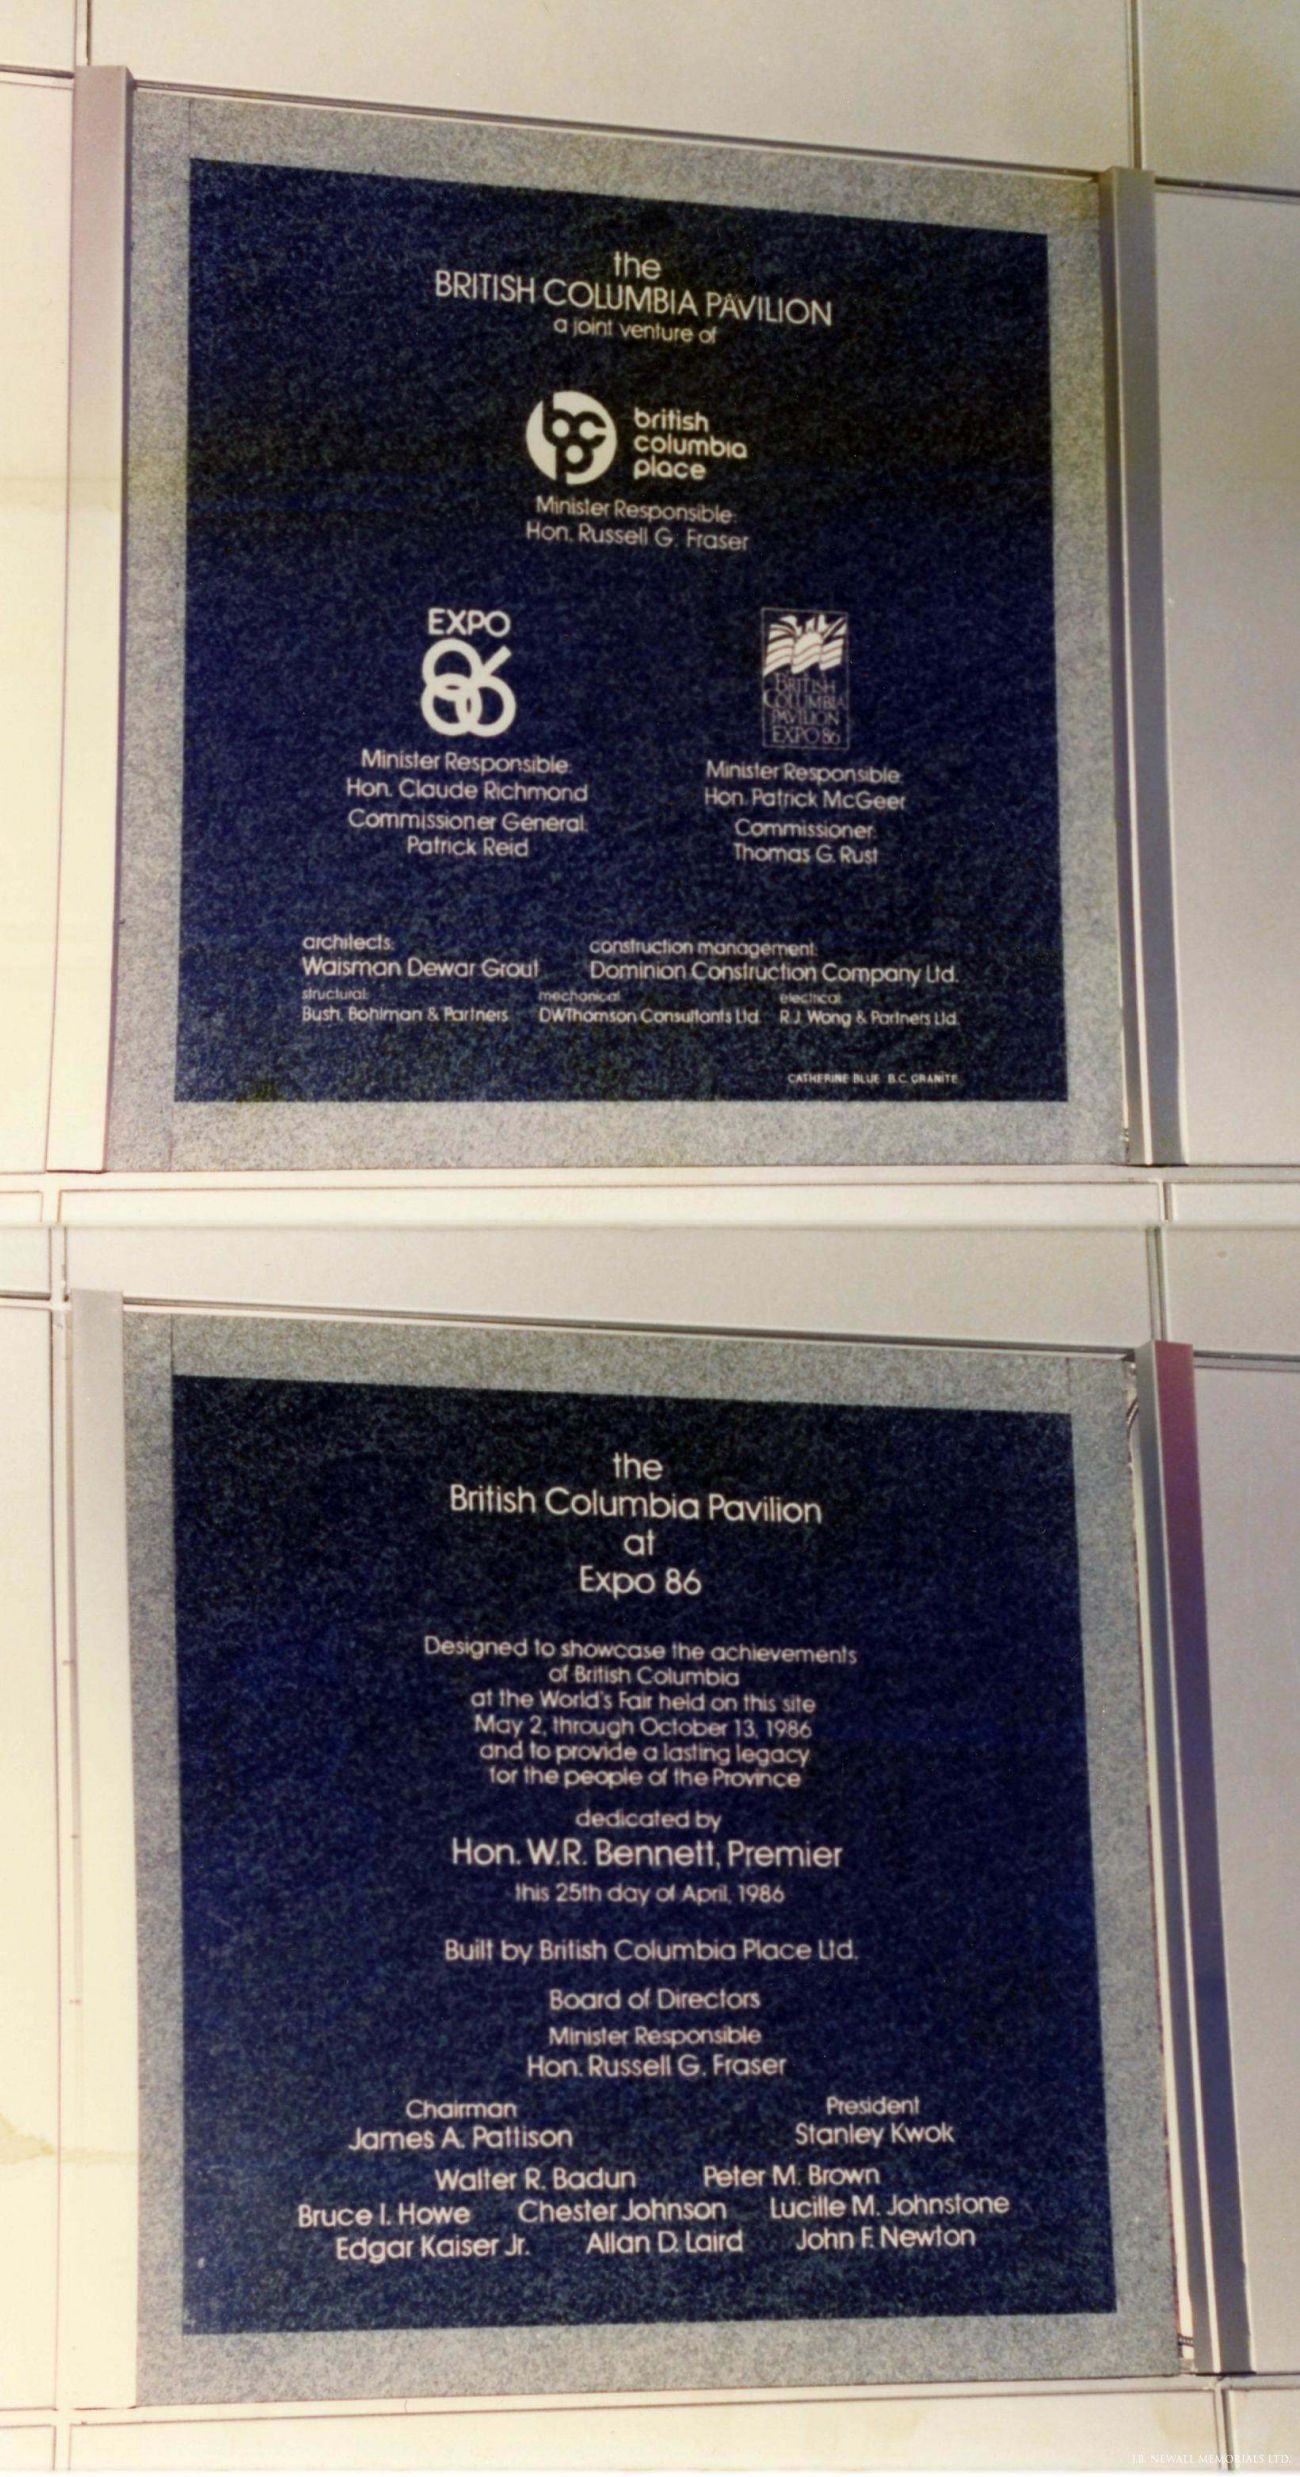 the
BRITISH COLUMBIA PAVILION
a joint venture of
bcp
british
columbia
place
Minister Responsible:
Hon. Russell G. Fraser
EXPO
86
Minister Responsible:
Hon. Claude Richmond
Commissioner General:
Patrick Reid
BRITISH
COLUMBIA
PAVILION
EXPO 86
Minister Responsible:
Hon. Patrick McGeer
Commissioner:
Thomas G. Rust
architects:
Waisman Dewar Grout
construction management:
Dominion Construction Company Ltd.
structural:
Bush, Bohlman & Partners
mechanical:
DWThomson Consultants Ltd.
electrical:
R.J. Wong & Partners Ltd.
CATHERINE BLUE B.C. GRANITE
the
British Columbia Pavilion
at
Expo 86
Designed to showcase the achievements
of British Columbia
at the World's Fair held on this site
May 2, through October 13, 1986
and to provide a lasting legacy
for the people of the Province
dedicated by
Hon. W.R. Bennett, Premier
this 25th day of April, 1986
Built by British Columbia Place Ltd.
Board of Directors
Minister Responsible
Hon. Russell G. Fraser
Chairman
James A. Pattison
President
Stanley Kwok
Walter R. Badun Peter M. Brown
Bruce I. Howe Chester Johnson Lucille M. Johnstone
Edgar Kaiser Jr. Allan D. Laird John F. Newton
J.B. NEWALL MEMORIALS LTD.